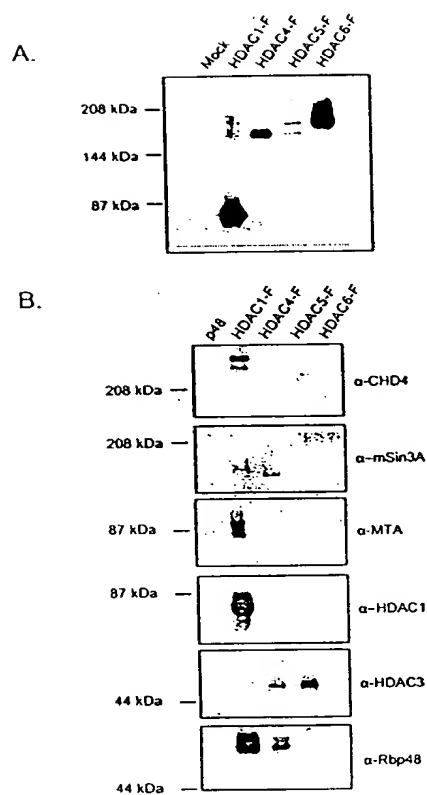 A.
Mock HDAC1-F HDAC4-F HDAC5-F HDAC6-F
208 kDa
144 kDa
87 kDa
B.
p48 HDAC1-F HDAC4-F HDAC5-F HDAC6-F
α-CHD4
208 kDa
208 kDa
α-mSin3A
87 kDa
α-MTA
87 kDa
α-HDAC1
α-HDAC3
44 kDa
α-Rbp48
44 kDa